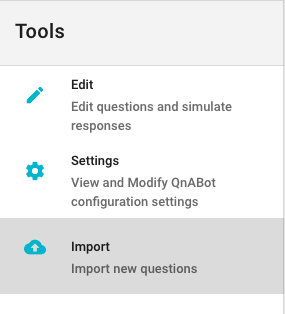 Tools
Edit
Edit questions and simulate
responses
Settings
View and Modify QnABot
configuration settings
Import
Import new questions